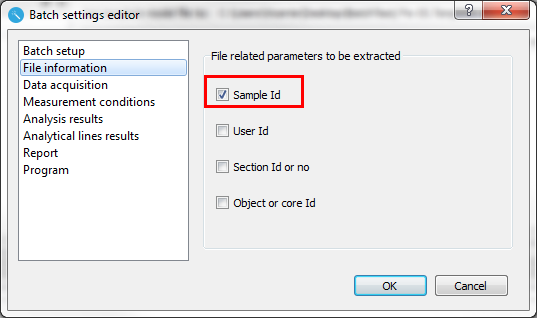 Batch settings editor
?
Batch setup
File information
Data acquisition
Measurement conditions
Analysis results
Analytical lines results
Report
Program
File related parameters to be extracted
Sample Id
User Id
Section Id or no
Object or core Id
OK
Cancel